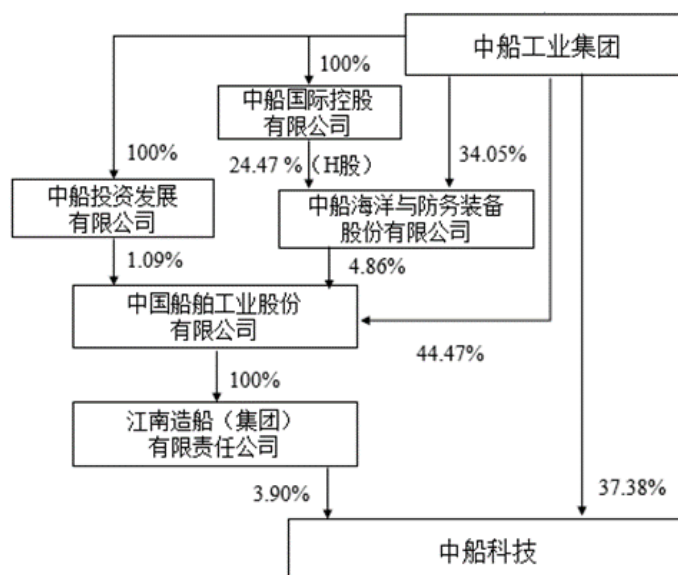 中船工业集团
100%
中船国际控股
有限公司
100%
24.47 %（H股）
34.05%
中船投资发展
有限公司
中船海洋与防务装备
股份有限公司
1.09%
4.86%
中国船舶工业股份
有限公司
44.47%
100%
江南造船（集团）
有限责任公司
3.90%
37.38%
中船科技